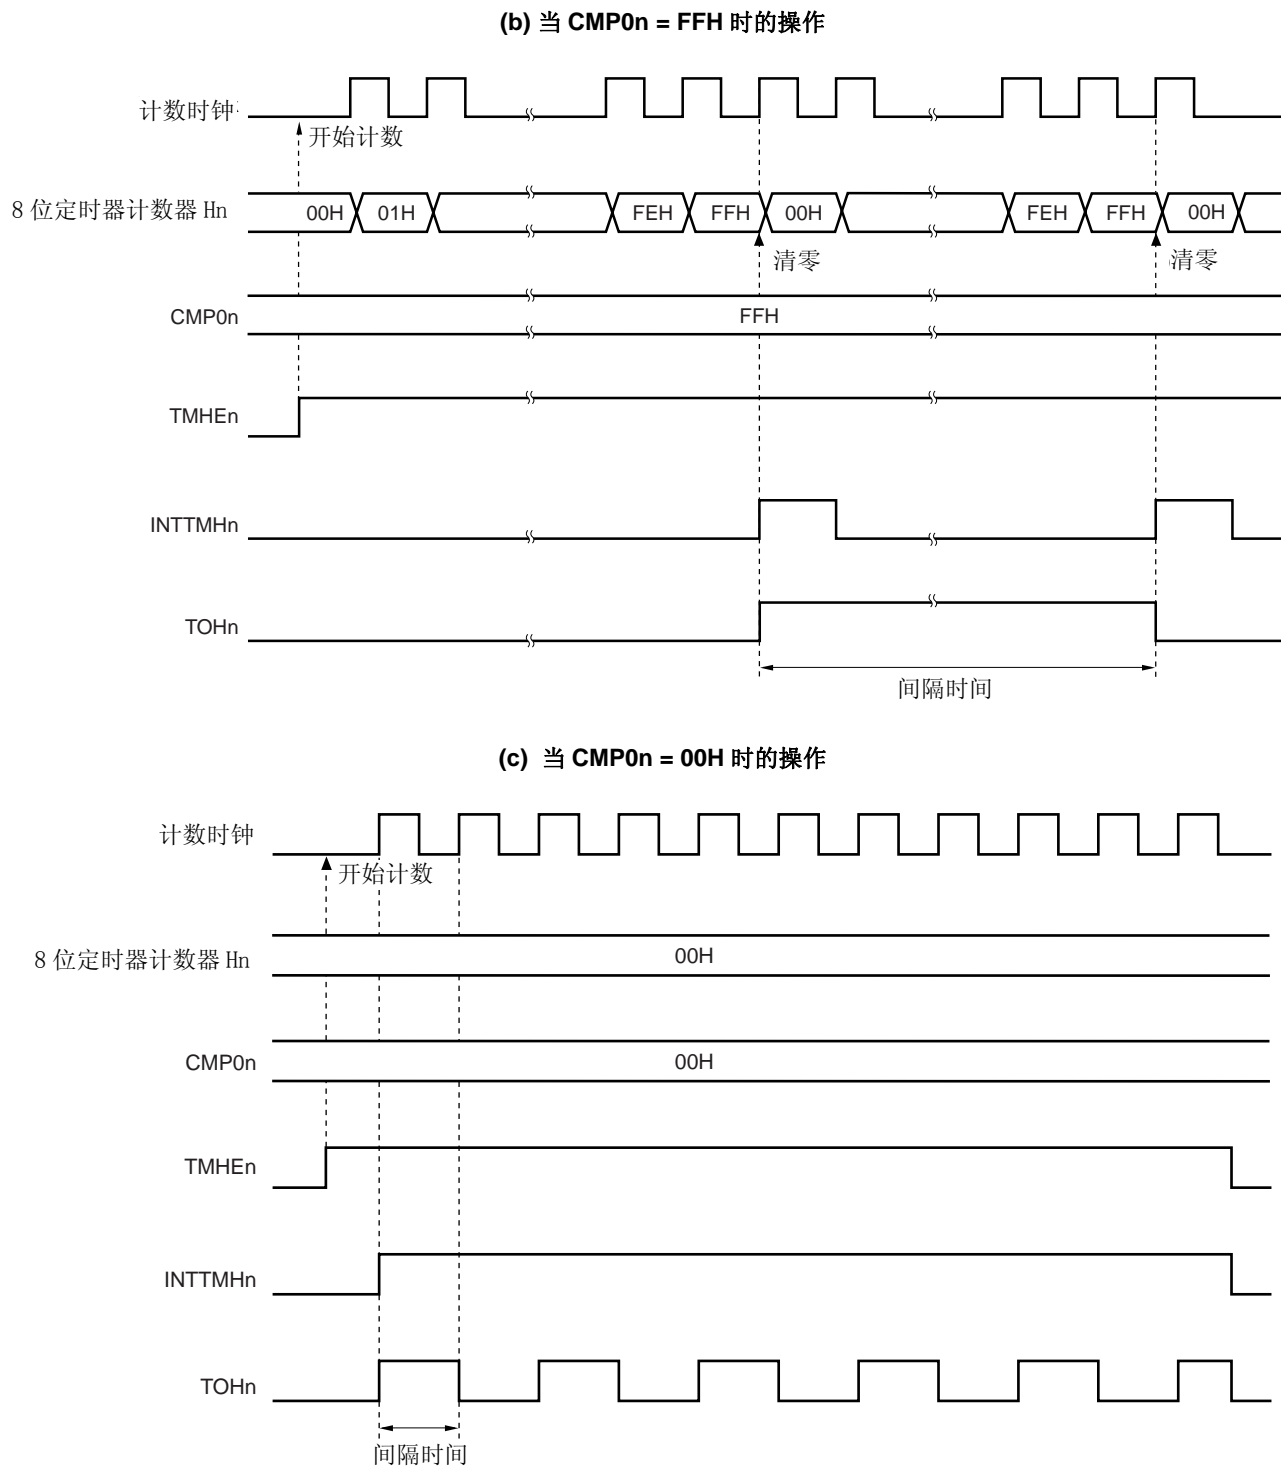 (b) 当 CMP0n = FFH 时的操作
计数时钟
开始计数
8 位定时器计数器 Hn
00H 01H FEH FFH 00H FEH FFH 00H
清零 清零
CMP0n FFH
TMHEn
INTTMHn
TOHn
间隔时间
(c) 当 CMP0n = 00H 时的操作
计数时钟
开始计数
8 位定时器计数器 Hn 00H
CMP0n 00H
TMHEn
INTTMHn
TOHn
间隔时间